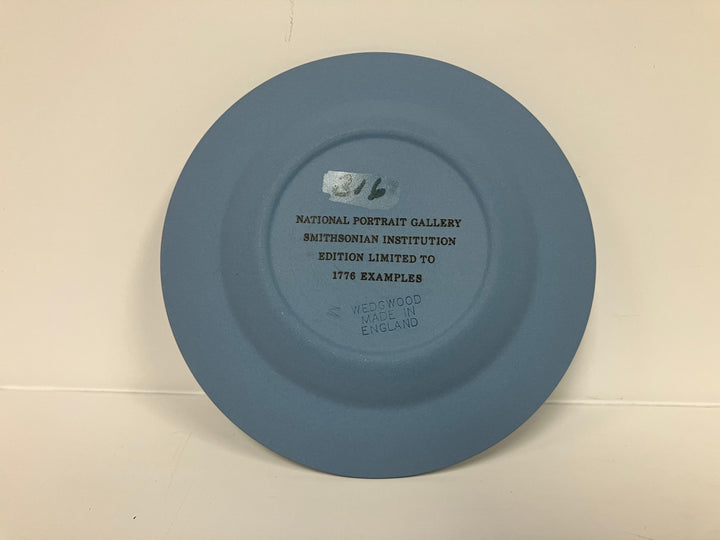 316
NATIONAL PORTRAIT GALLERY
SMITHSONIAN INSTITUTION
EDITION LIMITED TO
1776 EXAMPLES
WEDGWOOD
MADE IN
ENGLAND